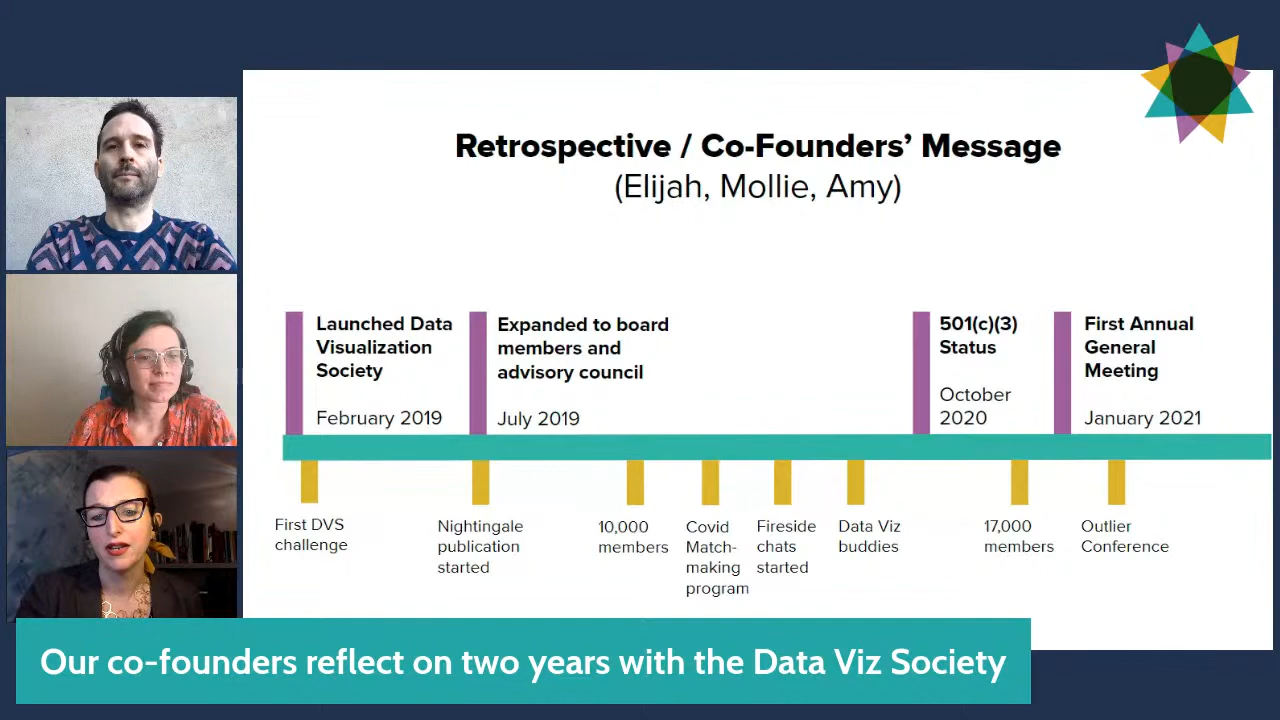 Retrospective / Co-Founders’ Message
(Elijah, Mollie, Amy)
Launched Data
Visualization
Society
February 2019
Expanded to board
members and
advisory council
July 2019
501(c)(3)
Status
October
2020
First Annual
General
Meeting
January 2021
First DVS
challenge
Nightingale
publication
started
10,000
members
Covid
Match-
making
program
Fireside
chats
started
Data Viz
buddies
17,000
members
Outlier
Conference
Our co-founders reflect on two years with the Data Viz Society